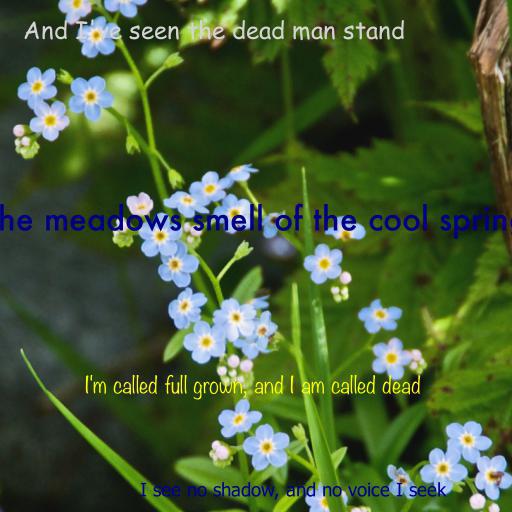 And I've seen the dead man stand
he meadows smell of the cool sprin
I'm called full grown, and I am called dead
I see no shadow, and no voice I seek